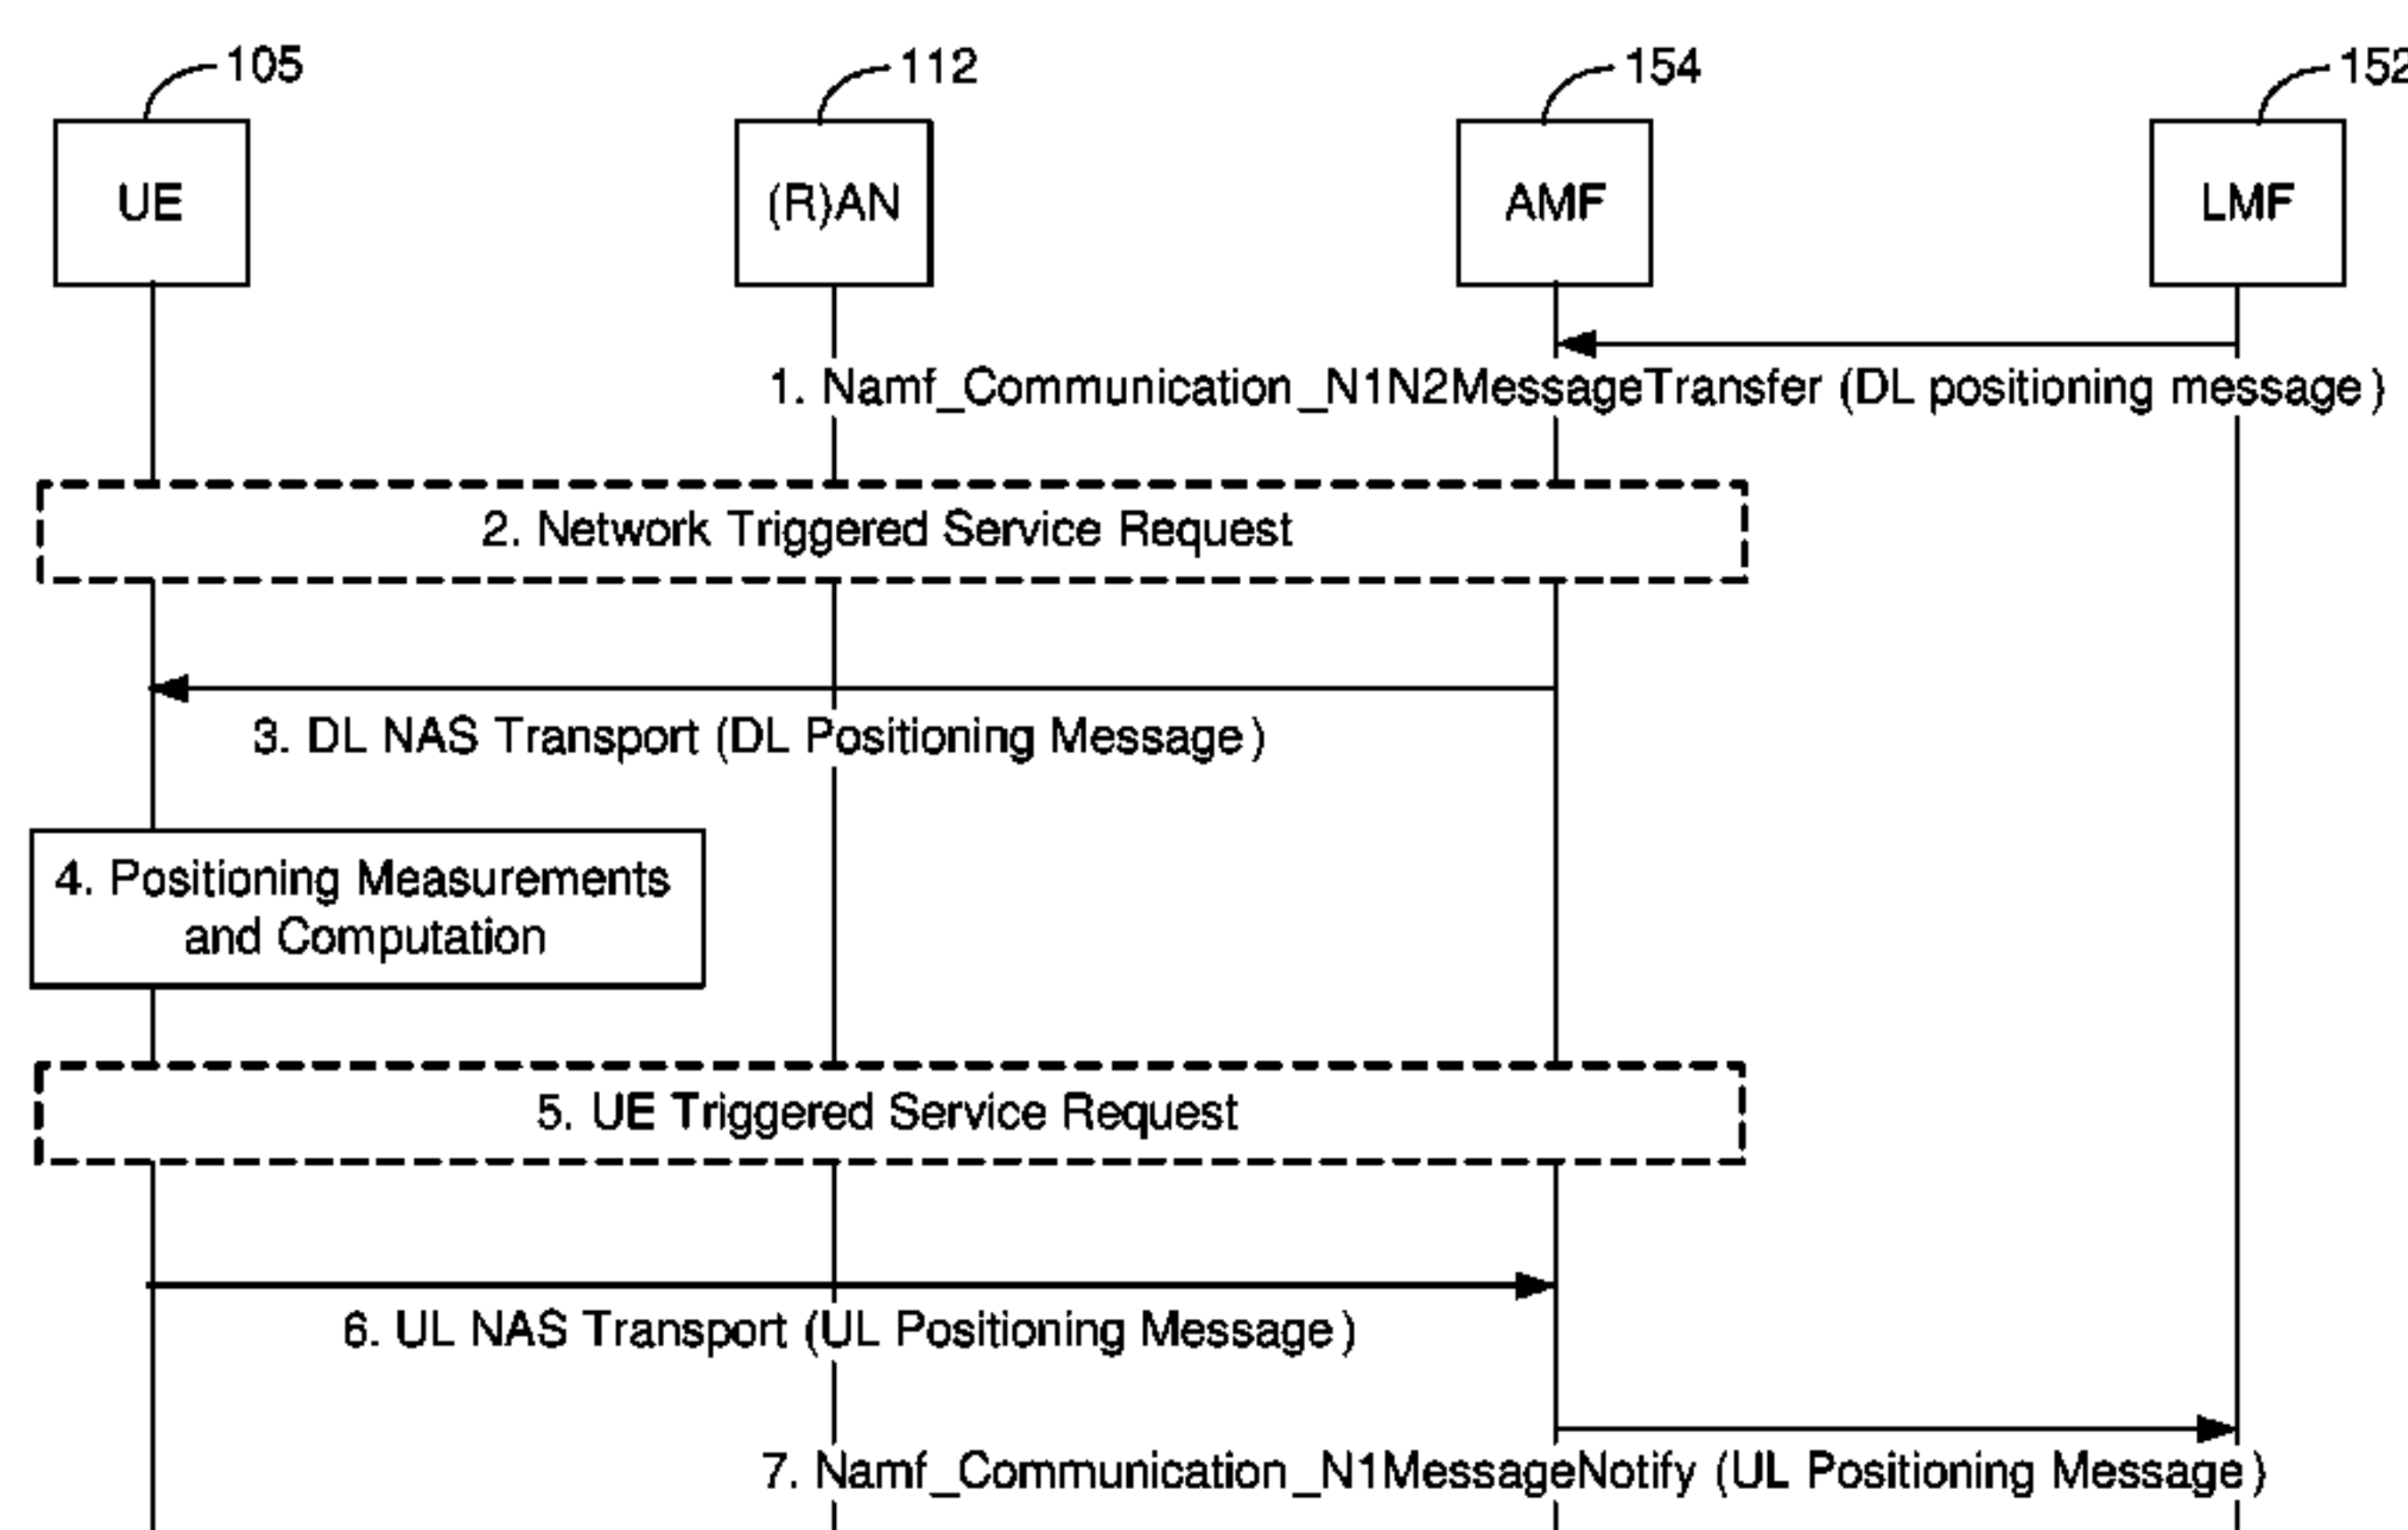 105
112
154
152
UE
(R)AN
AMF
LMF
1. Namf_Communication_N1N2MessageTransfer (DL positioning message)
2. Network Triggered Service Request
3. DL NAS Transport (DL Positioning Message)
4. Positioning Measurements
and Computation
5. UE Triggered Service Request
6. UL NAS Transport (UL Positioning Message)
7. Namf_Communication_N1MessageNotify (UL Positioning Message)